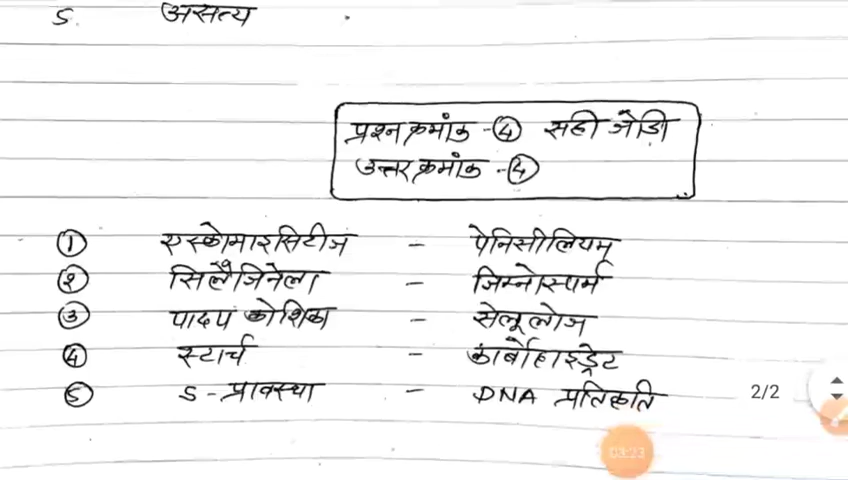 5. असत्य
प्रश्न क्रमांक - ④ सही जोड़ी
उत्तर क्रमांक - ④
① एस्कोमाइसिटीज - पेनिसीलियम
② सिलैजिनेला - जिम्नोस्पर्म
③ पादप कोशिका - सेलूलोज
④ स्टार्च - कार्बोहाइड्रेट
⑤ S-प्रावस्था - DNA प्रतिकृति
2/2
03:23